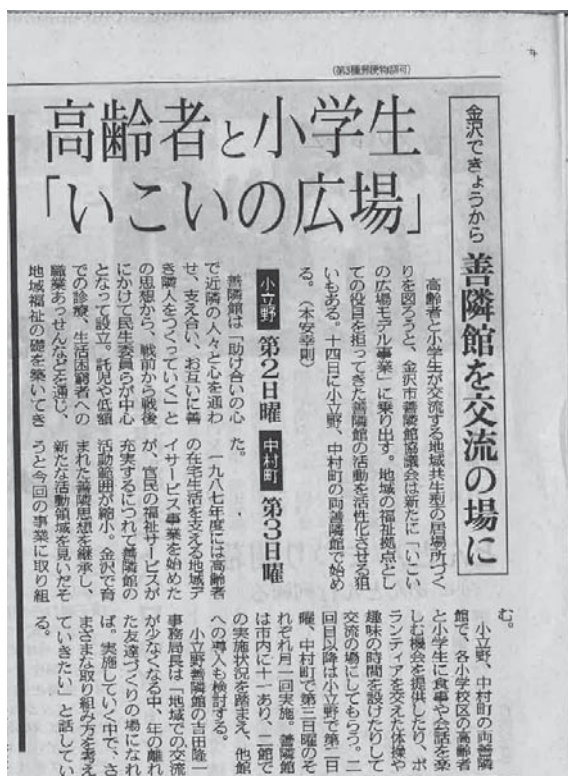 (第3種郵便物認可)
金沢できょうから 善隣館を交流の場に
高齢者と小学生
「いこいの広場」
高齢者と小学生が交流する地域共生型の居場所づく
りを図ろうと、金沢市善隣館協議会は新たに「いこい
の広場モデル事業」に乗り出す。地域の福祉拠点とし
ての役目を担ってきた善隣館の活動を活性化させる狙
いもある。十四日に小立野、中村町の両善隣館で始め
る。（本安幸則）
小立野 第2日曜
中村町 第3日曜
善隣館は「助け合いの心
で近隣の人々と心を通わ
せ、支え合い、お互いに善
き隣人をつくっていく」と
の思想から、戦前から戦後
にかけて民生委員らが中心
となって設立。託児や低額
での診療、生活困窮者への
職業あっせんなどを通じ、
地域福祉の礎を築いてき
た。
一九八七年度には高齢者
の在宅生活を支える地域デ
イサービス事業を始めた
が、官民の福祉サービスが
充実するにつれて善隣館の
活動範囲が縮小。金沢で育
まれた善隣思想を継承し、
新たな活動領域を見いだそ
うと今回の事業に取り組
む。
小立野、中村町の両善隣
館で、各小学校区の高齢者
と小学生に食事や会話を楽
しむ機会を提供したり、ボ
ランティアを交えた体操や
趣味の時間を設けたりして
交流の場にしてもらう。二
回目以降は小立野で第二日
曜、中村町で第三日曜のそ
れぞれ月一回実施。善隣館
は市内に十一あり、二館で
の実施状況を踏まえ、他館
への導入も検討する。
小立野善隣館の吉田隆一
事務局長は「地域での交流
が少なくなる中、年の離れ
た友達づくりの場になれ
ば。実施していく中で、さ
まざまな取り組み方を考え
ていきたい」と話してい
る。